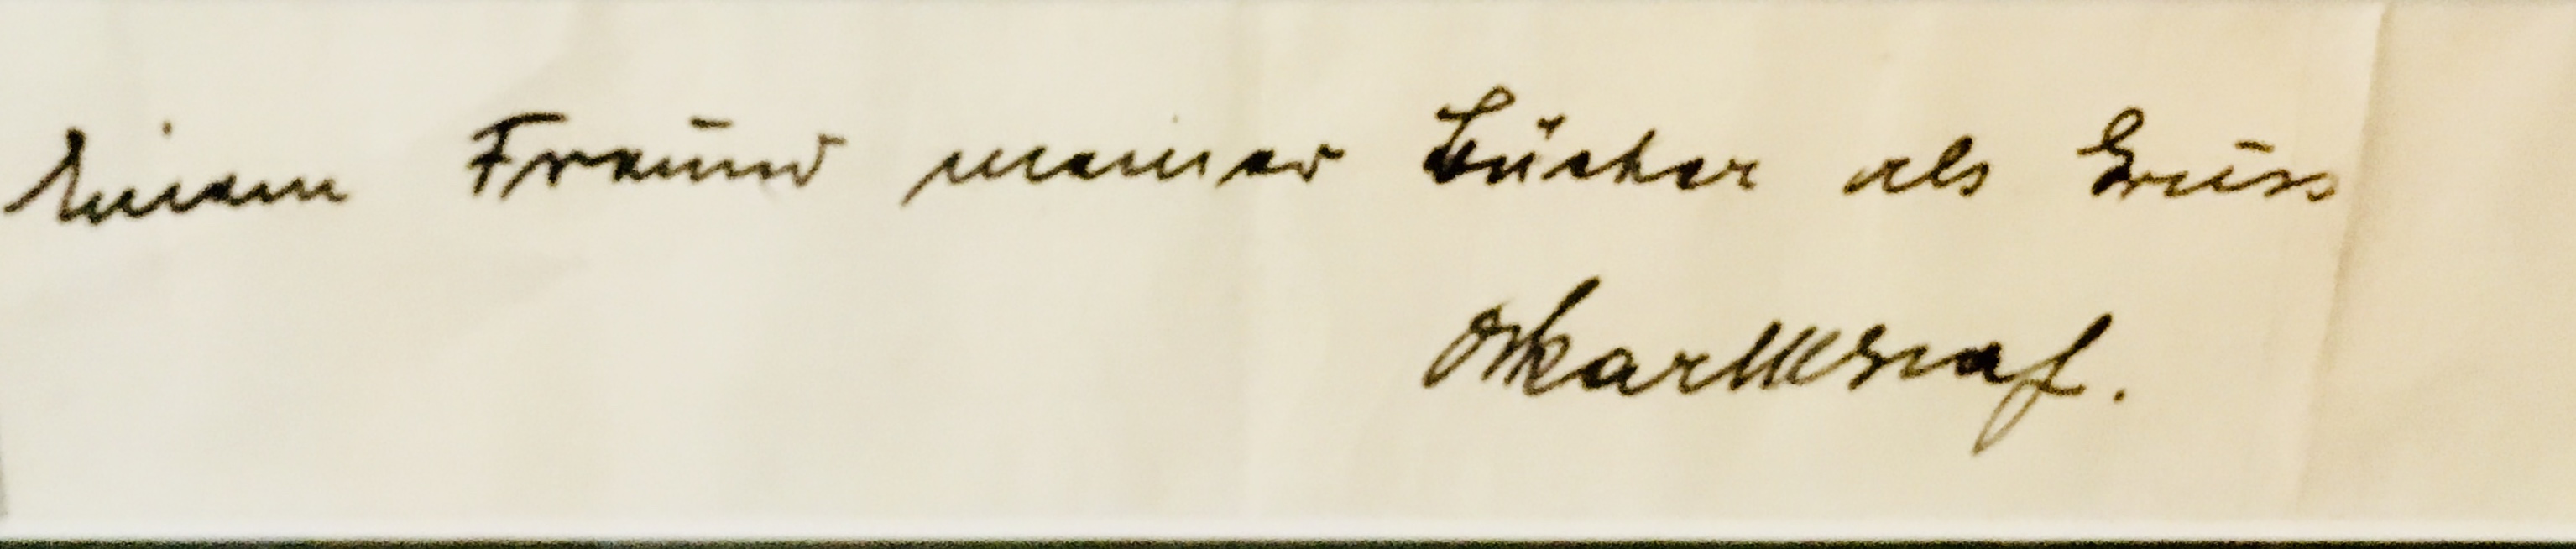 Einem Freund meiner Bücher als Gruss
Oskar M Graf.